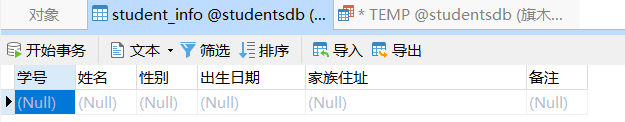 对象 student_info @studentsdb (... * TEMP @studentsdb (旗木...
开始事务 文本 筛选 排序 导入 导出
学号 姓名 性别 出生日期 家族住址 备注
(Null) (Null) (Null) (Null) (Null) (Null)